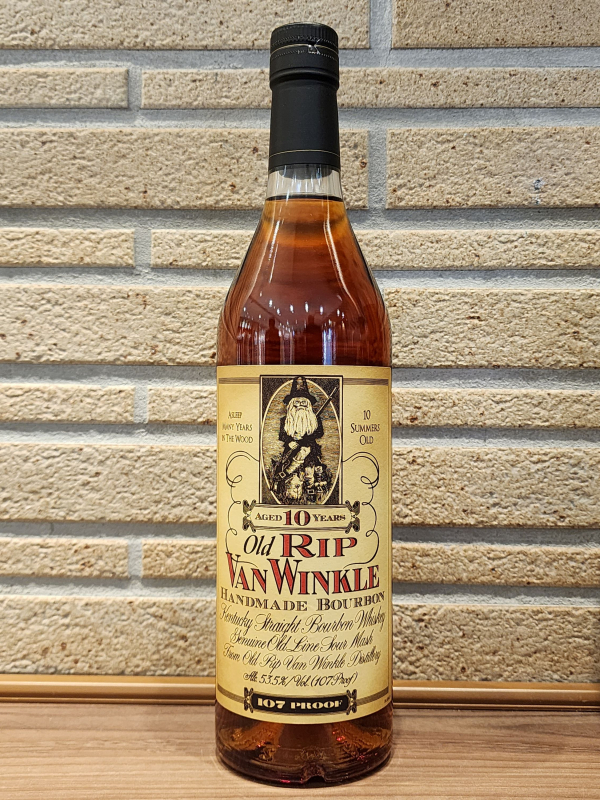 ASLEEP
MANY YEARS
IN THE WOOD
10
SUMMERS
OLD
AGED 10 YEARS
Old RIP
VAN WINKLE
HANDMADE BOURBON
Kentucky Straight Bourbon Whiskey
Genuine Old Line Sour Mash
From Old Rip Van Winkle Distillery
Alc. 53.5%/Vol. (107 Proof)
107 PROOF